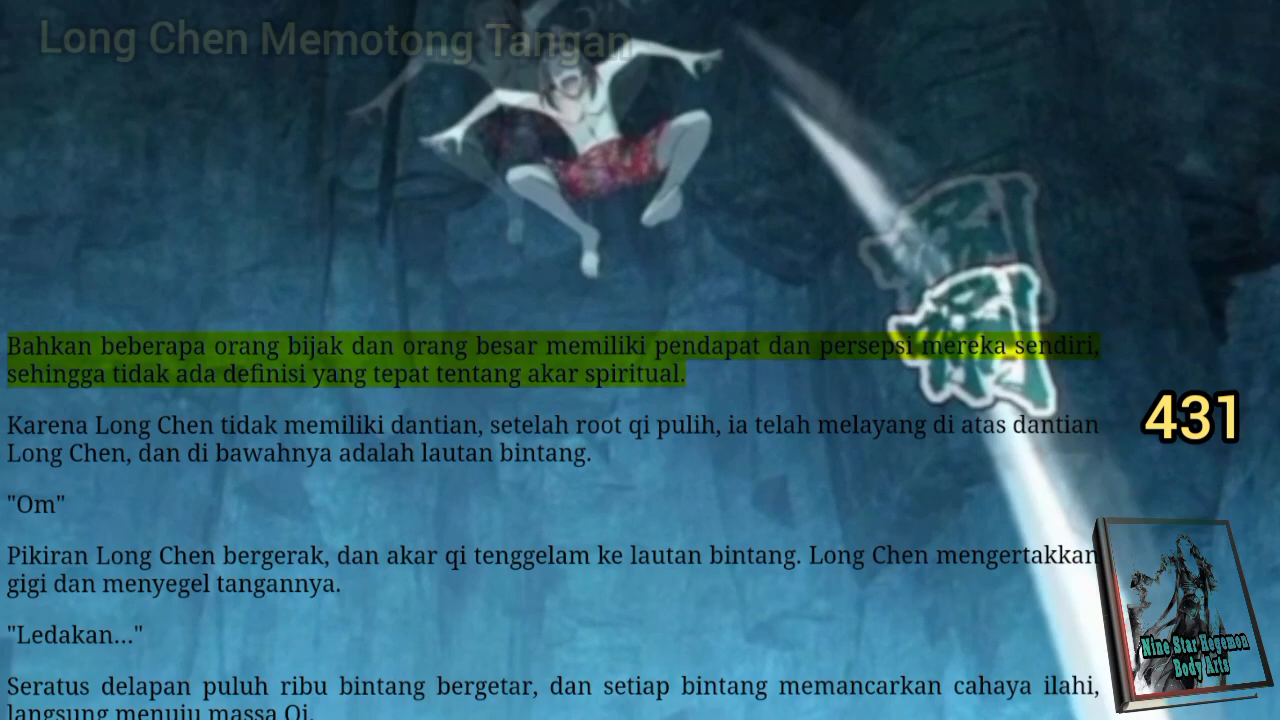 Long Chen Memotong Tangan
Bahkan beberapa orang bijak dan orang besar memiliki pendapat dan persepsi mereka sendiri,
sehingga tidak ada definisi yang tepat tentang akar spiritual.
Karena Long Chen tidak memiliki dantian, setelah root qi pulih, ia telah melayang di atas dantian
Long Chen, dan di bawahnya adalah lautan bintang.
"Om"
Pikiran Long Chen bergerak, dan akar qi tenggelam ke lautan bintang. Long Chen mengertakkan
gigi dan menyegel tangannya.
"Ledakan..."
Seratus delapan puluh ribu bintang bergetar, dan setiap bintang memancarkan cahaya ilahi,
langsung menuju massa Qi.
431
Nine Star Hegemon
Body Arts